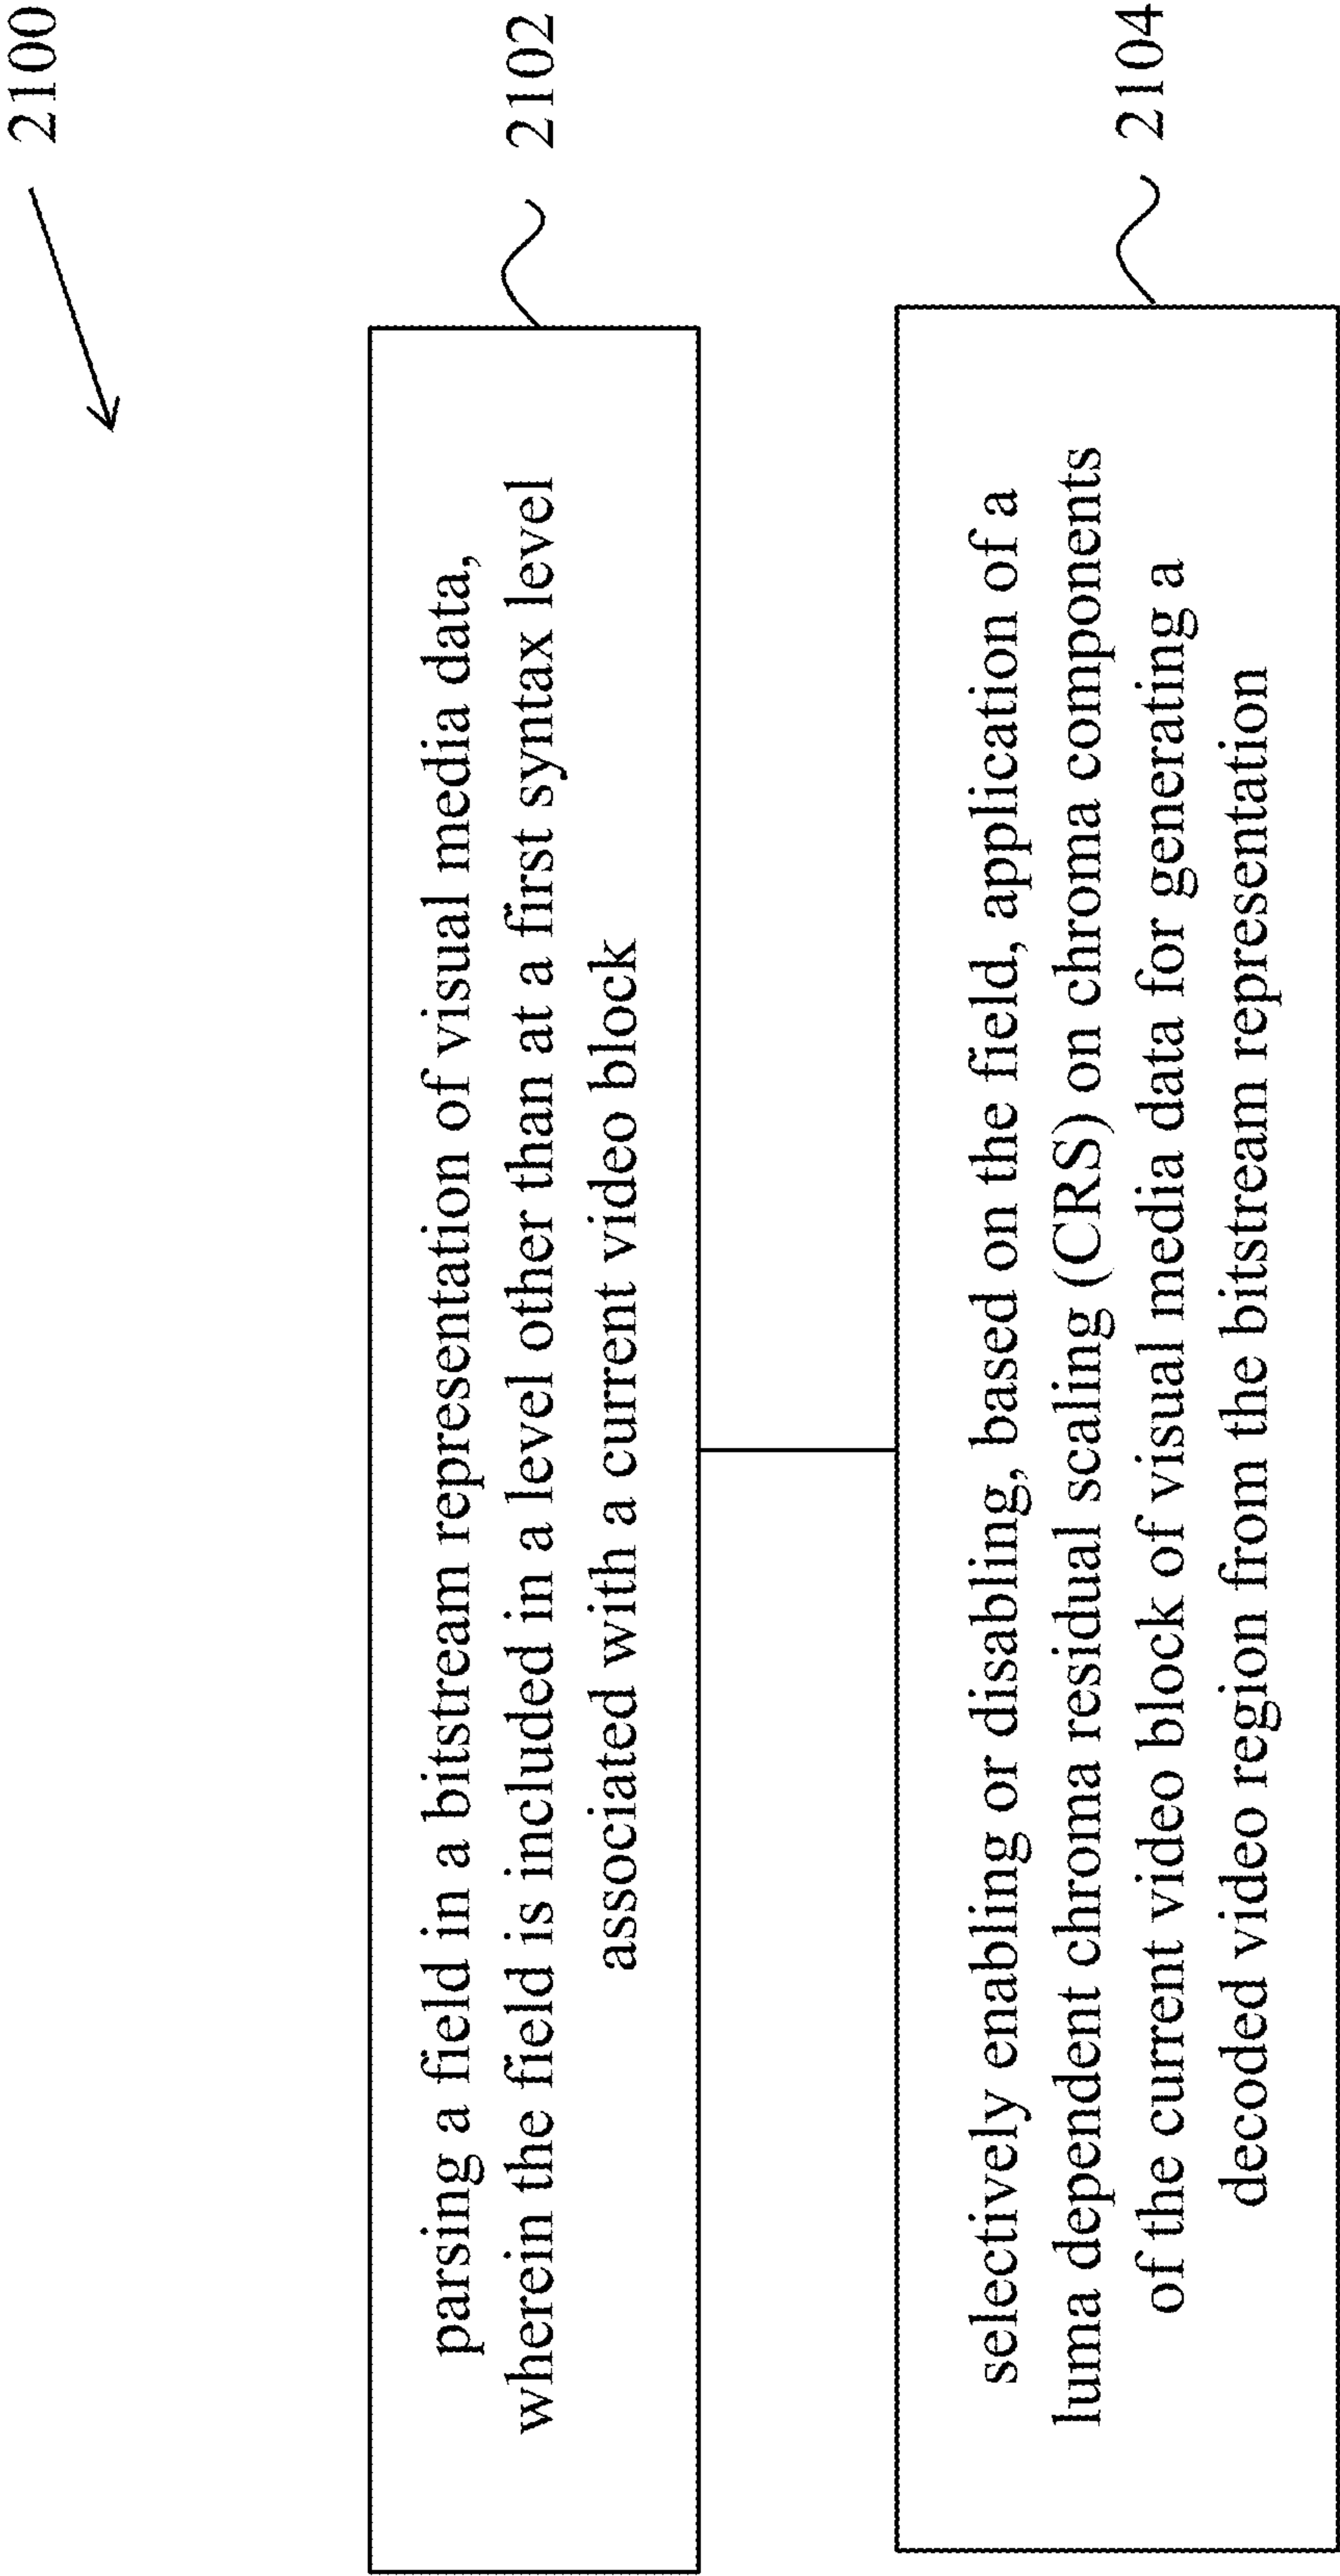 2100
parsing a field in a bitstream representation of visual media data,
wherein the field is included in a level other than at a first syntax level
associated with a current video block
2102
selectively enabling or disabling, based on the field, application of a
luma dependent chroma residual scaling (CRS) on chroma components
of the current video block of visual media data for generating a
decoded video region from the bitstream representation
2104